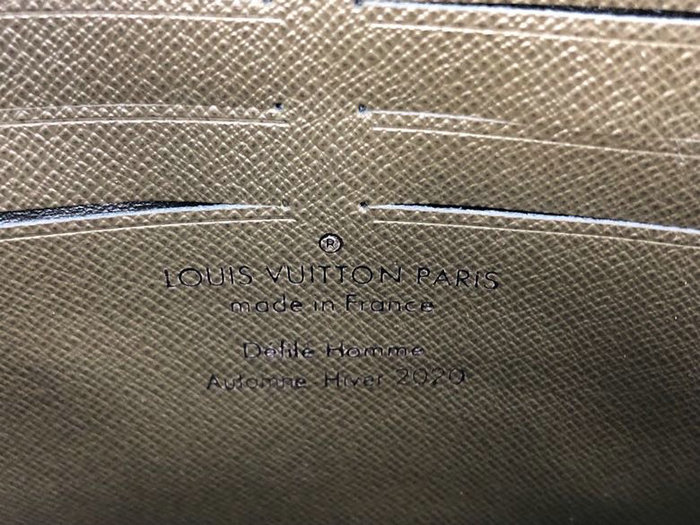 ®
LOUIS VUITTON PARIS
made in France
Défilé Homme
Automne-Hiver 2020